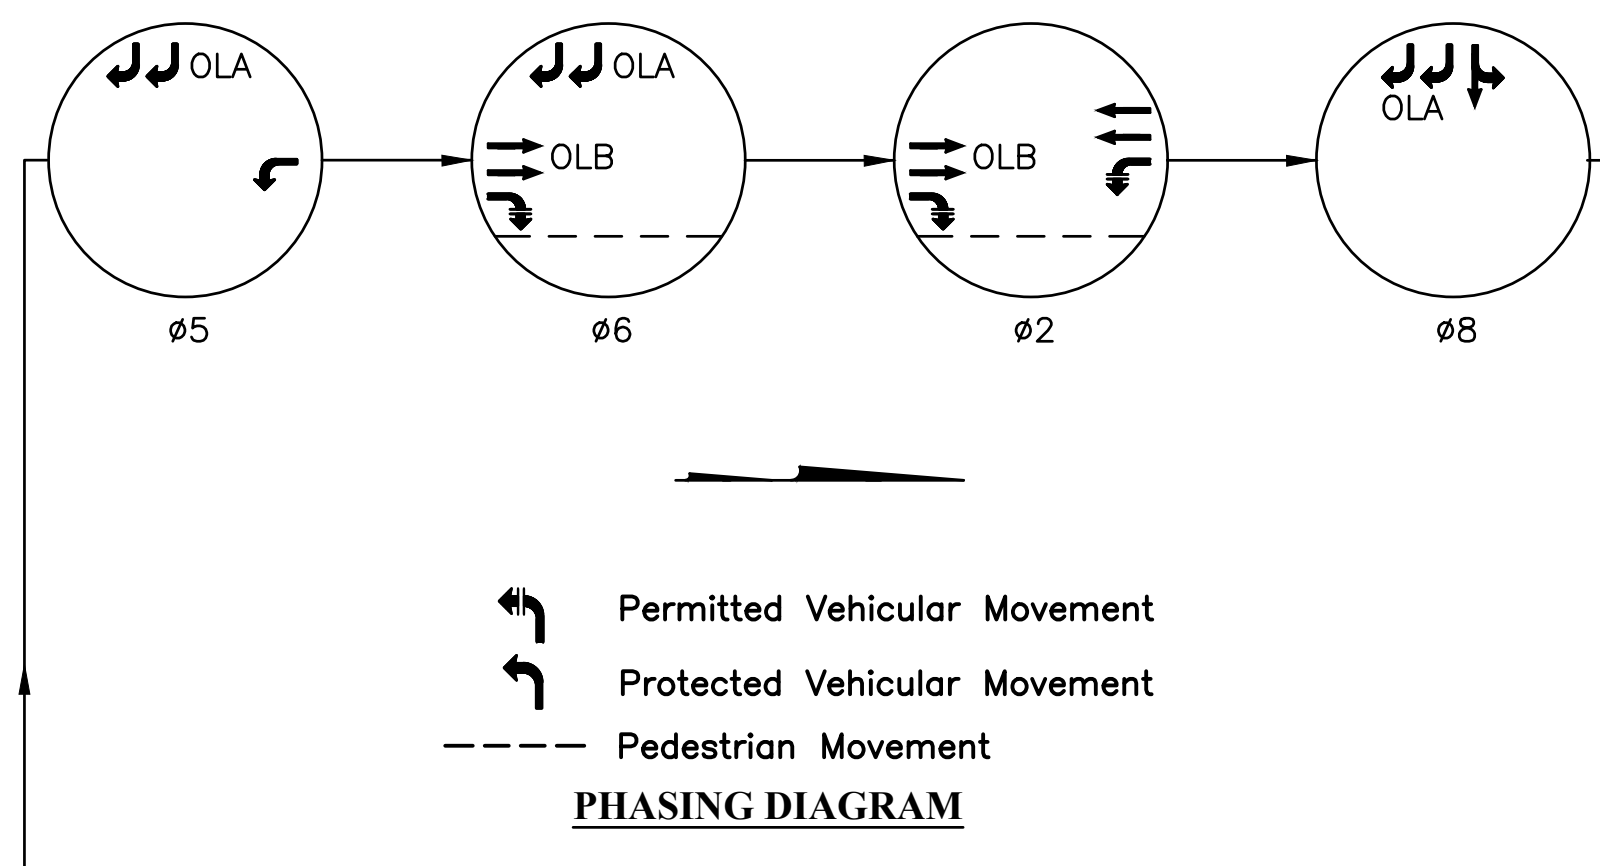 OLA
OLA
OLB
OLB
OLA
ø5
ø6
ø2
ø8
Permitted Vehicular Movement
Protected Vehicular Movement
Pedestrian Movement
PHASING DIAGRAM